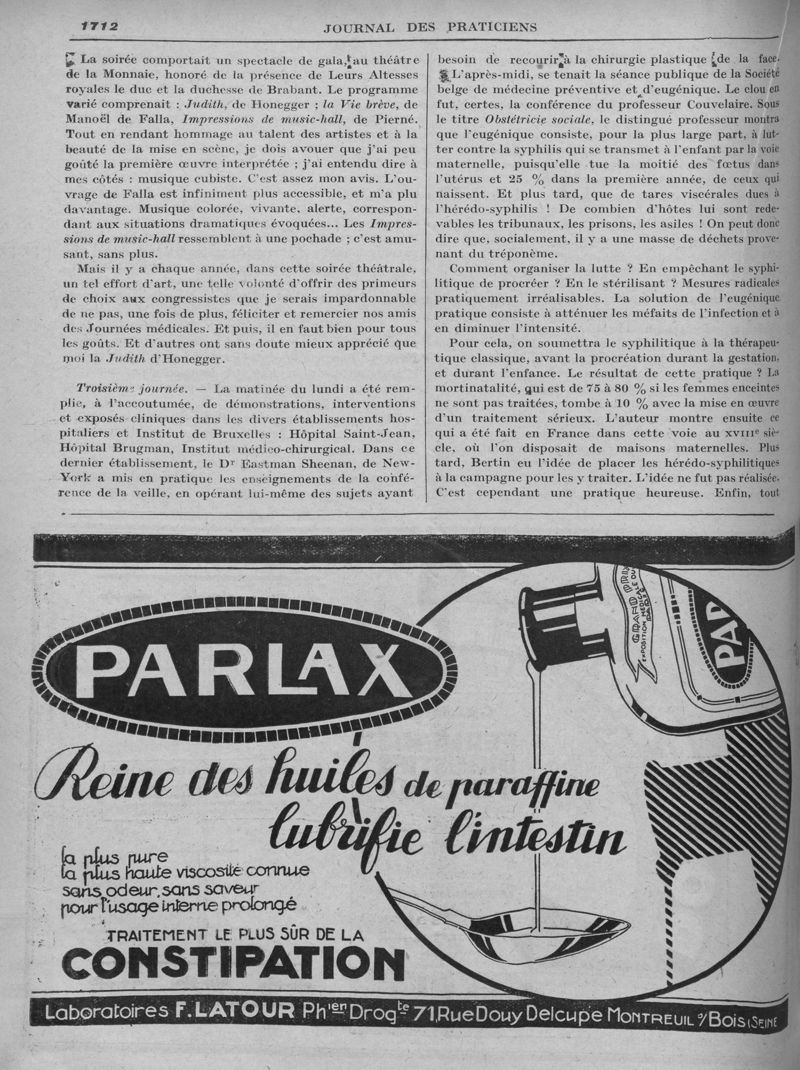 1712
JOURNAL DES PRATICIENS
La soirée comportait un spectacle de gala, au théâtre
de la Monnaie, honoré de la présence de Leurs Altesses
royales le duc et la duchesse de Brabant. Le programme
varié comprenait : Judith, de Honegger ; la Vie brève, de
Manoël de Falla, Impressions de music-hall, de Pierné.
Tout en rendant hommage au talent des artistes et à la
beauté de la mise en scène, je dois avouer que j'ai peu
goûté la première œuvre interprétée ; j'ai entendu dire à
mes côtés : musique cubiste. C'est assez mon avis. L'ou-
vrage de Falla est infiniment plus accessible, et m'a plu
davantage. Musique colorée, vivante, alerte, correspon-
dant aux situations dramatiques évoquées... Les Impres-
sions de music-hall ressemblent à une pochade ; c'est amu-
sant, sans plus.
Mais il y a chaque année, dans cette soirée théâtrale,
un tel effort d'art, une telle volonté d'offrir des primeurs
de choix aux congressistes que je serais impardonnable
de ne pas, une fois de plus, féliciter et remercier nos amis
des Journées médicales. Et puis, il en faut bien pour tous
les goûts. Et d'autres ont sans doute mieux apprécié que
moi la Judith d'Honegger.
Troisième journée. — La matinée du lundi a été rem-
plie, à l'accoutumée, de démonstrations, interventions
et exposés cliniques dans les divers établissements hos-
pitaliers et Institut de Bruxelles : Hôpital Saint-Jean,
Hôpital Brugman, Institut médico-chirurgical. Dans ce
dernier établissement, le Dr Eastman Sheenan, de New-
York a mis en pratique les enseignements de la confé-
rence de la veille, en opérant lui-même des sujets ayant
besoin de recourir à la chirurgie plastique de la face.
L'après-midi, se tenait la séance publique de la Société
belge de médecine préventive et d'eugénique. Le clou en
fut, certes, la conférence du professeur Couvelaire. Sous
le titre Obstétricie sociale, le distingué professeur montra
que l'eugénique consiste, pour la plus large part, à lut-
ter contre la syphilis qui se transmet à l'enfant par la voie
maternelle, puisqu'elle tue la moitié des fœtus dans
l'utérus et 25 % dans la première année, de ceux qui
naissent. Et plus tard, que de tares viscérales dues à
l'hérédo-syphilis ! De combien d'hôtes lui sont rede-
vables les tribunaux, les prisons, les asiles ! On peut donc
dire que, socialement, il y a une masse de déchets prove-
nant du tréponème.
Comment organiser la lutte ? En empêchant le syphi-
litique de procréer ? En le stérilisant ? Mesures radicales
pratiquement irréalisables. La solution de l'eugénique
pratique consiste à atténuer les méfaits de l'infection et à
en diminuer l'intensité.
Pour cela, on soumettra le syphilitique à la thérapeu-
tique classique, avant la procréation durant la gestation,
et durant l'enfance. Le résultat de cette pratique ? La
mortinatalité, qui est de 75 à 80 % si les femmes enceintes
ne sont pas traitées, tombe à 10 % avec la mise en œuvre
d'un traitement sérieux. L'auteur montre ensuite ce
qui a été fait en France dans cette voie au XVIIIe siè-
cle, où l'on disposait de maisons maternelles. Plus
tard, Bertin eu l'idée de placer les hérédo-syphilitiques
à la campagne pour les y traiter. L'idée ne fut pas réalisée.
C'est cependant une pratique heureuse. Enfin, tout
GRAND PRIX
EXPOSITION MÉDICALE DU
PAR
PARLAX
Reine des huiles de paraffine
lubrifie l'intestin
la plus pure
la plus haute viscosité connue
sans odeur, sans saveur
pour l'usage interne prolongé
TRAITEMENT LE PLUS SÛR DE LA
CONSTIPATION
Laboratoires F. LATOUR Phien Drogte 71, Rue Douy Delcupe MONTREUIL s/ BOIS (SEINE